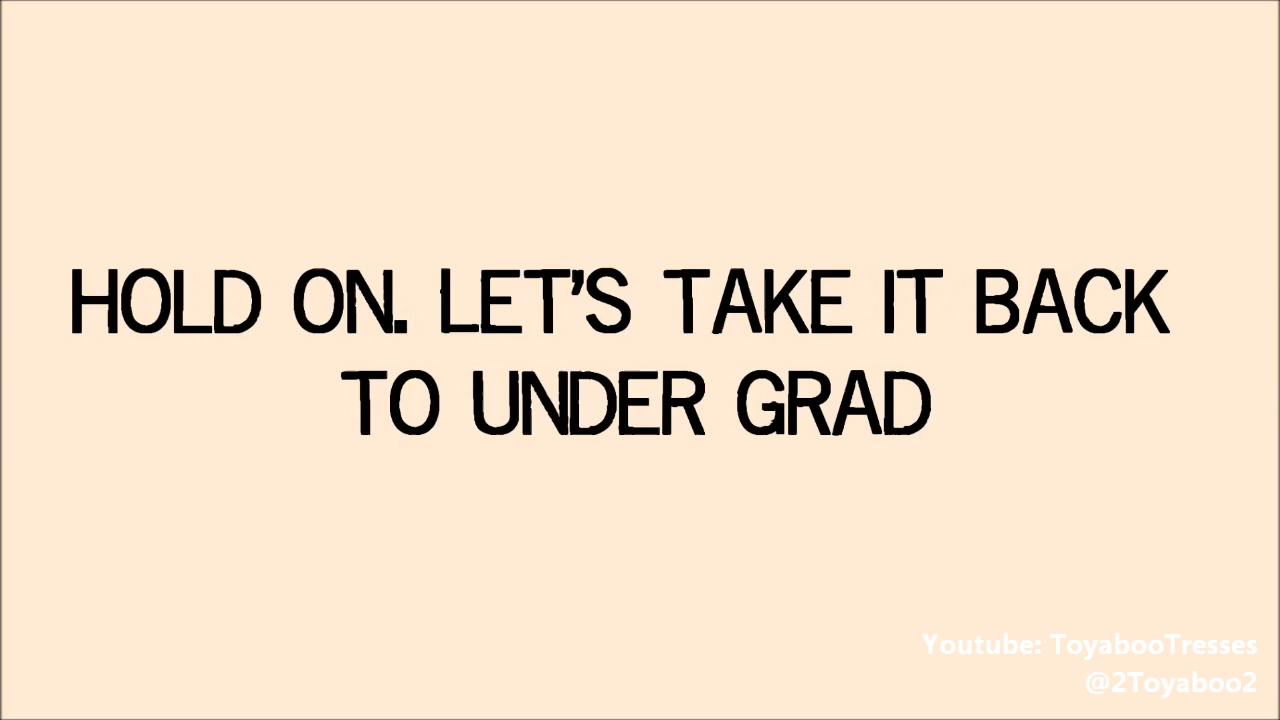 HOLD ON. LET'S TAKE IT BACK
TO UNDER GRAD
Youtube: ToyabooTresses
@2Toyaboo2